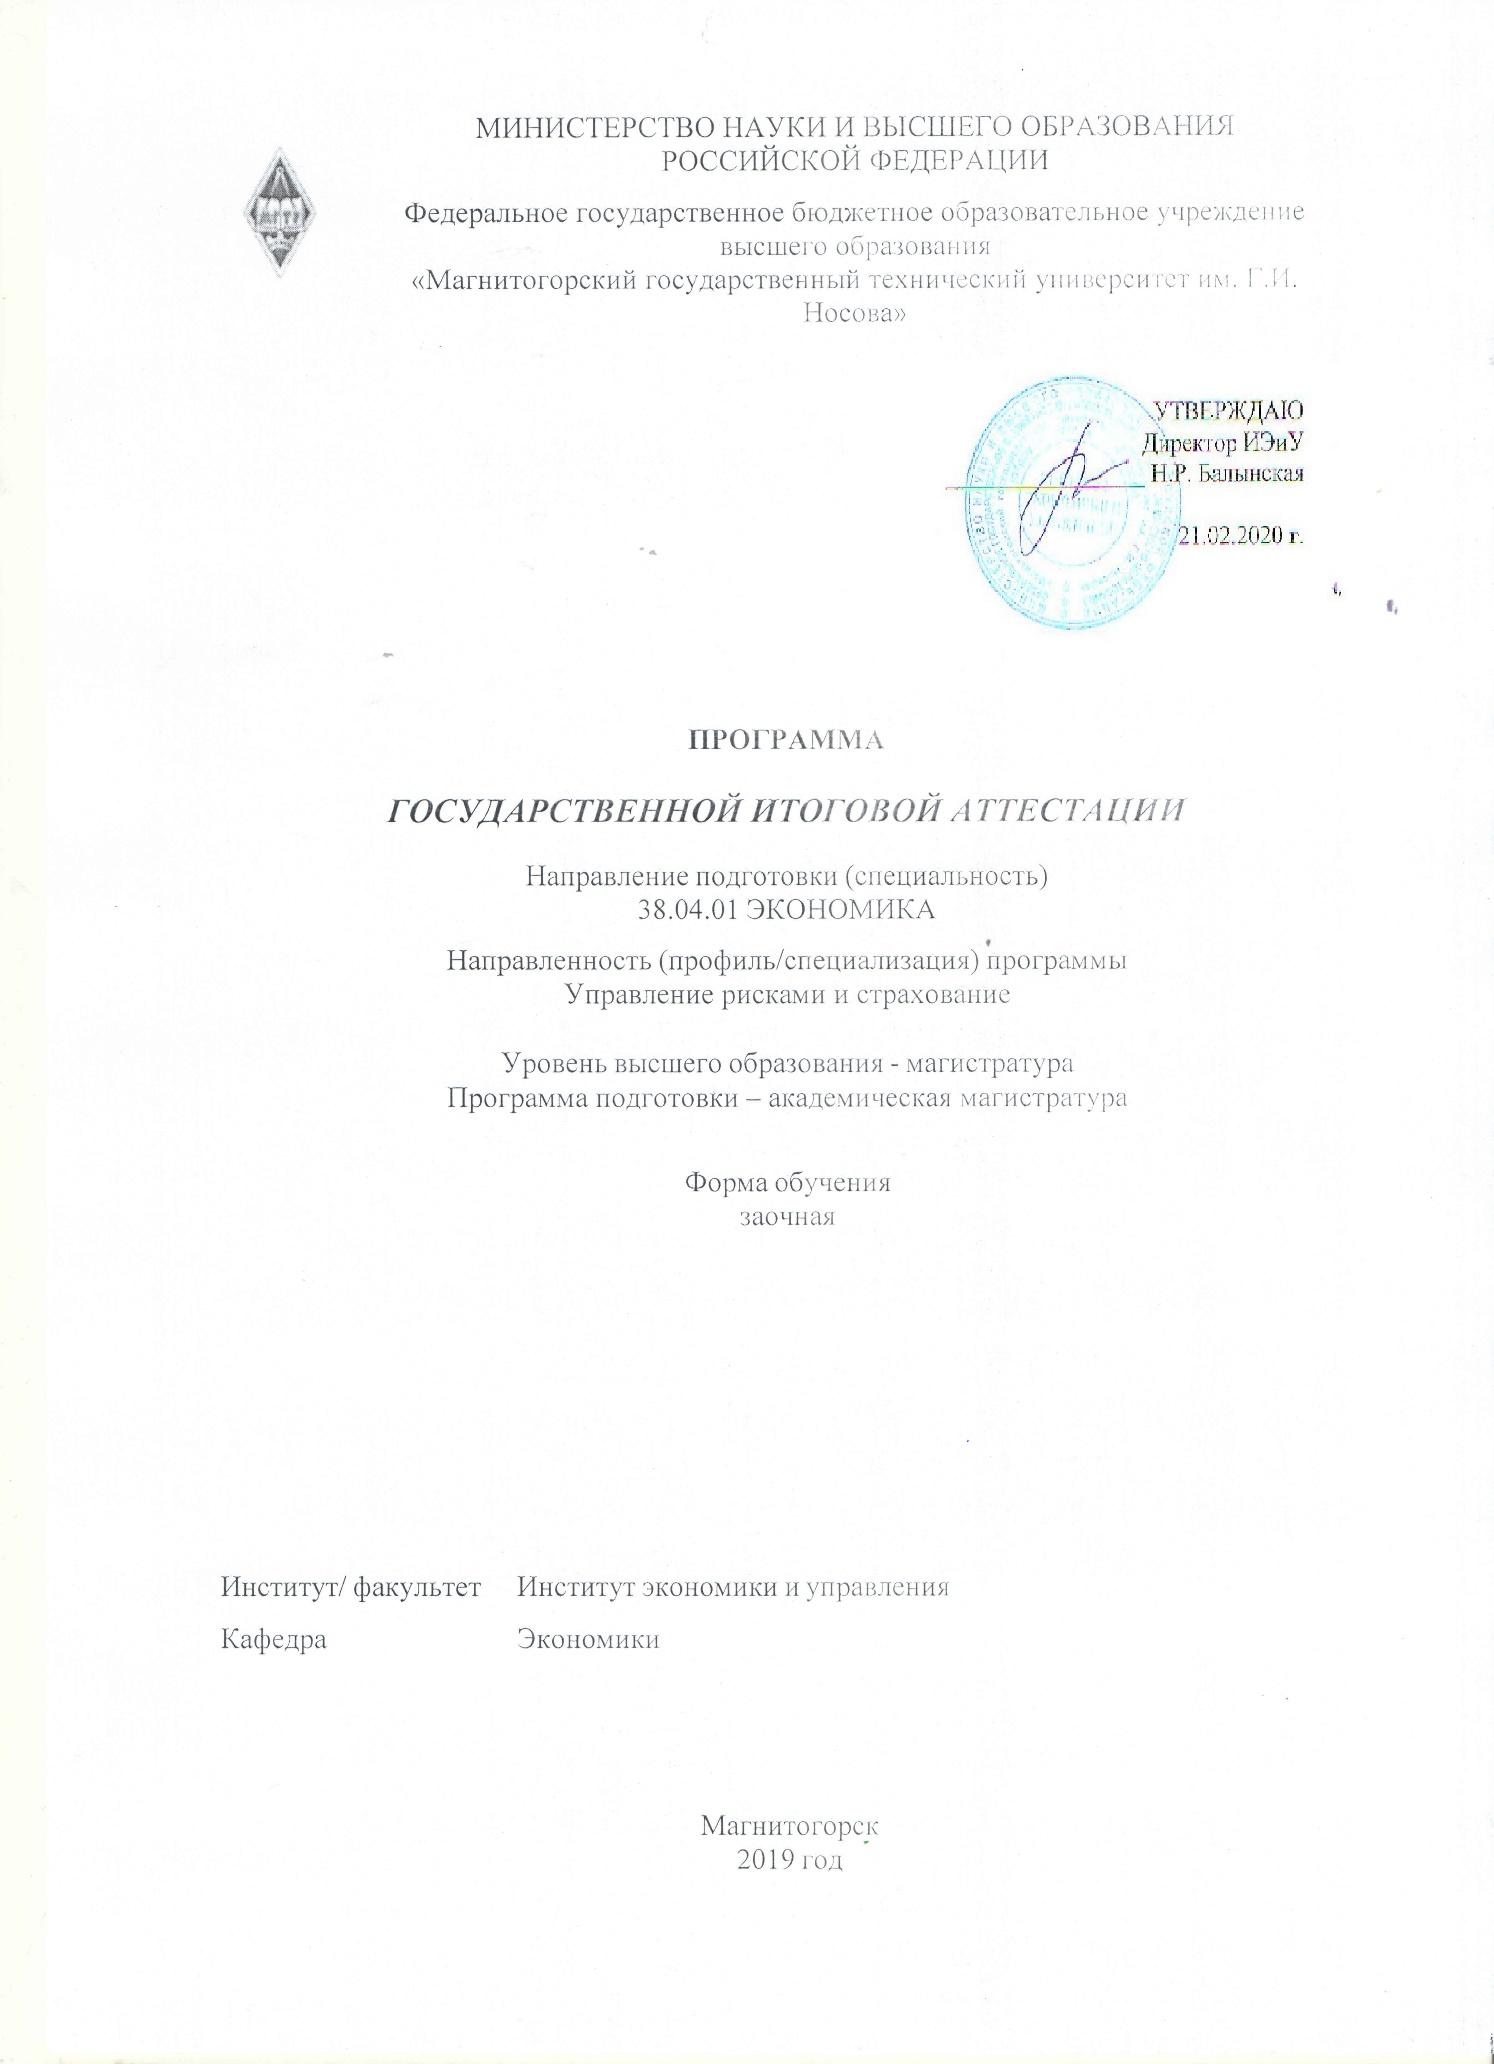 МИНИСТЕРСТВО НАУКИ И ВЫСШЕГО ОБРАЗОВАНИЯ
РОССИЙСКОЙ ФЕДЕРАЦИИ
Федеральное государственное бюджетное образовательное учреждение
высшего образования
«Магнитогорский государственный технический университет им. Г.И.
Носова»
УТВЕРЖДАЮ
Директор ИЭиУ
Н.Р. Балынская
21.02.2020 г.
ПРОГРАММА
ГОСУДАРСТВЕННОЙ ИТОГОВОЙ АТТЕСТАЦИИ
Направление подготовки (специальность)
38.04.01 ЭКОНОМИКА
Направленность (профиль/специализация) программы
Управление рисками и страхование
Уровень высшего образования - магистратура
Программа подготовки – академическая магистратура
Форма обучения
заочная
Институт/ факультет Институт экономики и управления
Кафедра Экономики
Магнитогорск
2019 год